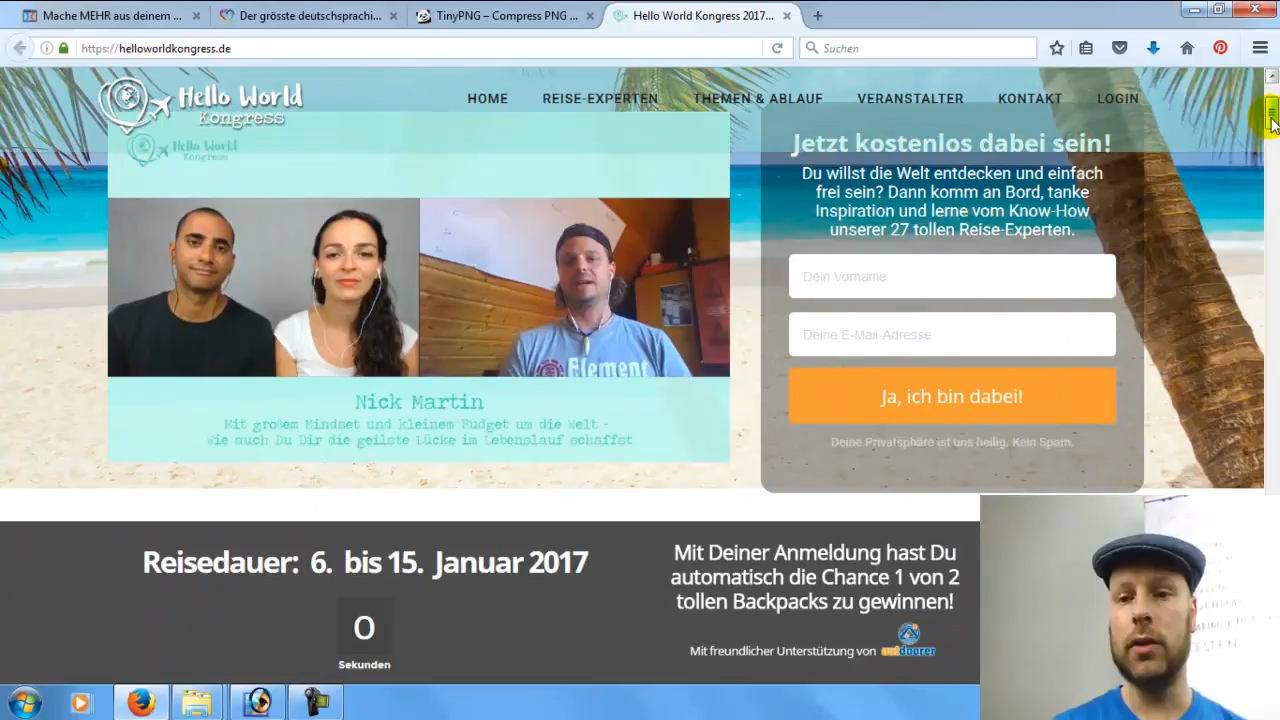 Mache MEHR aus deinem ...
Der grösste deutschsprachi...
TinyPNG – Compress PNG ...
Hello World Kongress 2017...
https://helloworldkongress.de
Suchen
Hello World
Kongress
HOME
REISE-EXPERTEN
THEMEN & ABLAUF
VERANSTALTER
KONTAKT
LOGIN
Hello World
Kongress
Element
Nick Martin
Mit großem Mindset und kleinem Budget um die Welt -
Wie auch Du Dir die geilste Lücke im Lebenslauf schaffst
Jetzt kostenlos dabei sein!
Du willst die Welt entdecken und einfach
frei sein? Dann komm an Bord, tanke
Inspiration und lerne vom Know-How
unserer 27 tollen Reise-Experten.
Dein Vorname
Deine E-Mail-Adresse
Ja, ich bin dabei!
Deine Privatsphäre ist uns heilig. Kein Spam.
Reisedauer: 6. bis 15. Januar 2017
0
Sekunden
Mit Deiner Anmeldung hast Du
automatisch die Chance 1 von 2
tollen Backpacks zu gewinnen!
Mit freundlicher Unterstützung von outdoorer